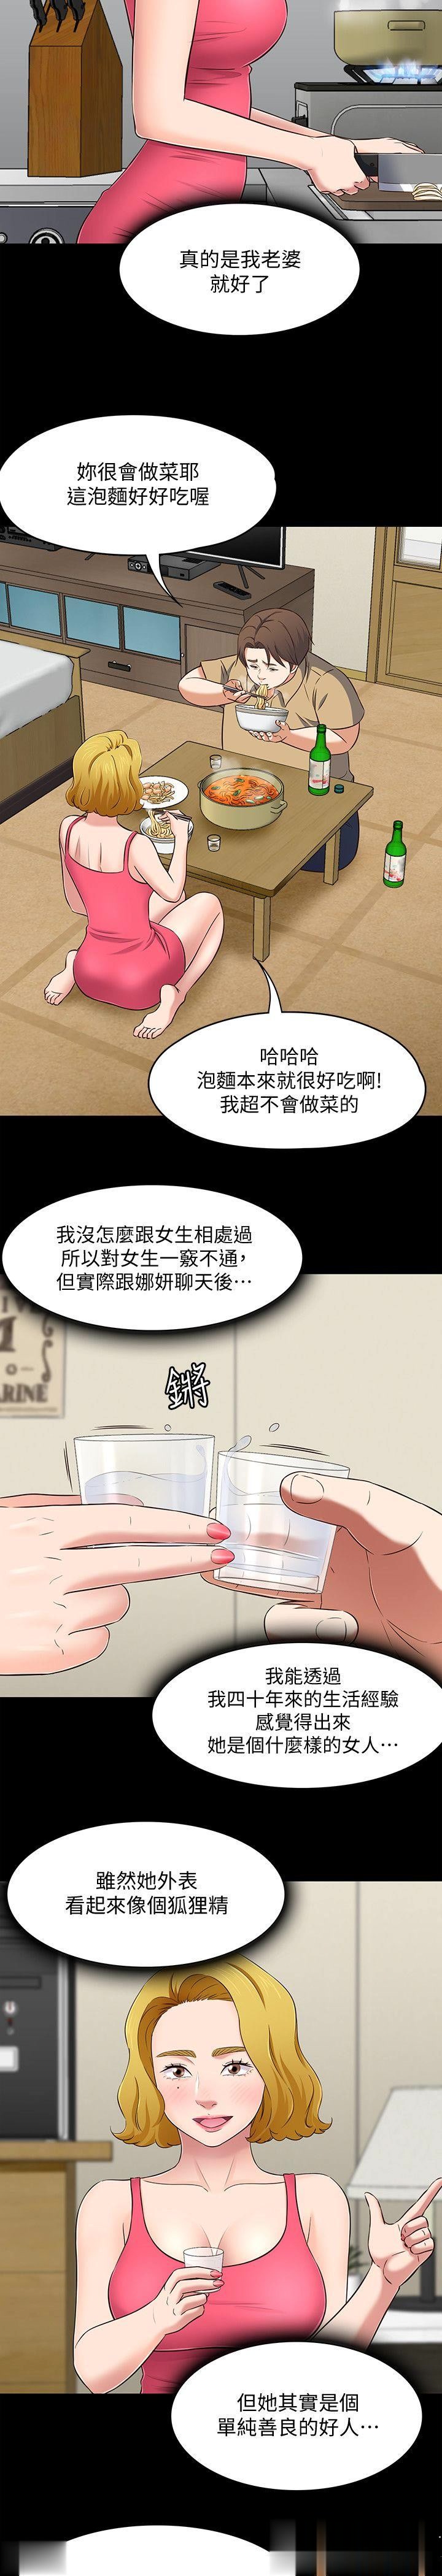 真的是我老婆
就好了
妳很會做菜耶
這泡麵好好吃喔
哈哈哈
泡麵本來就很好吃啊!
我超不會做菜的
我沒怎麼跟女生相處過
所以對女生一竅不通,
但實際跟娜妍聊天後…
鏘
ARINE
我能透過
我四十年來的生活經驗
感覺得出來
她是個什麼樣的女人…
雖然她外表
看起來像個狐狸精
但她其實是個
單純善良的好人…